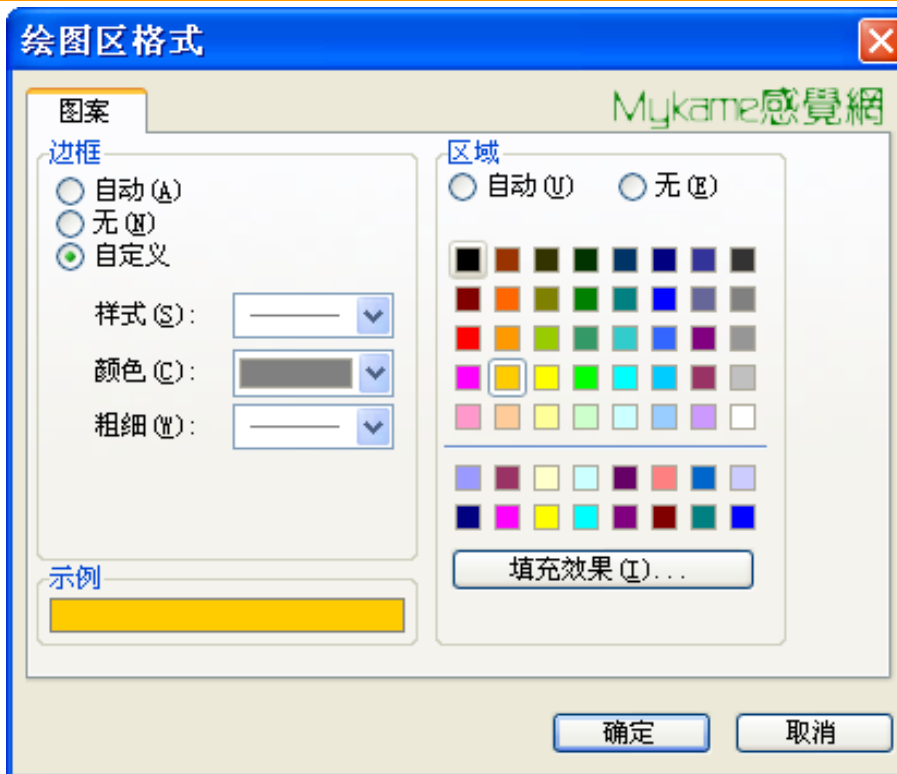 绘图区格式
图案
Mykame感覺網
边框
自动(A)
无(N)
自定义
样式(S):
颜色(C):
粗细(W):
示例
区域
自动(U) 无(E)
填充效果(I)...
确定 取消